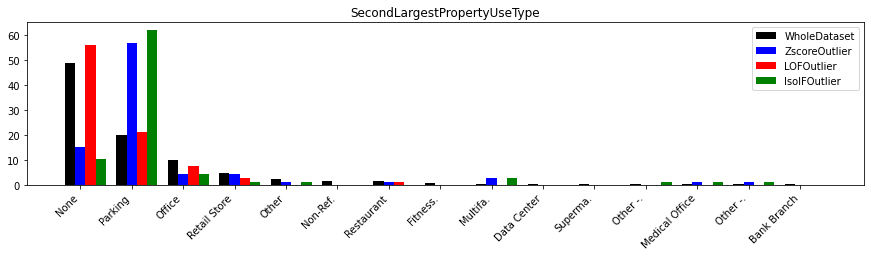 SecondLargestPropertyUseType
WholeDataset
ZscoreOutlier
LOFOutlier
IsolFOutlier
60
50
40
30
20
10
0
None
Parking
Office
Retail Store
Other
Non-Ref.
Restaurant
Fitness.
Multifa.
Data Center
Superma.
Other -.
Medical Office
Other -.
Bank Branch